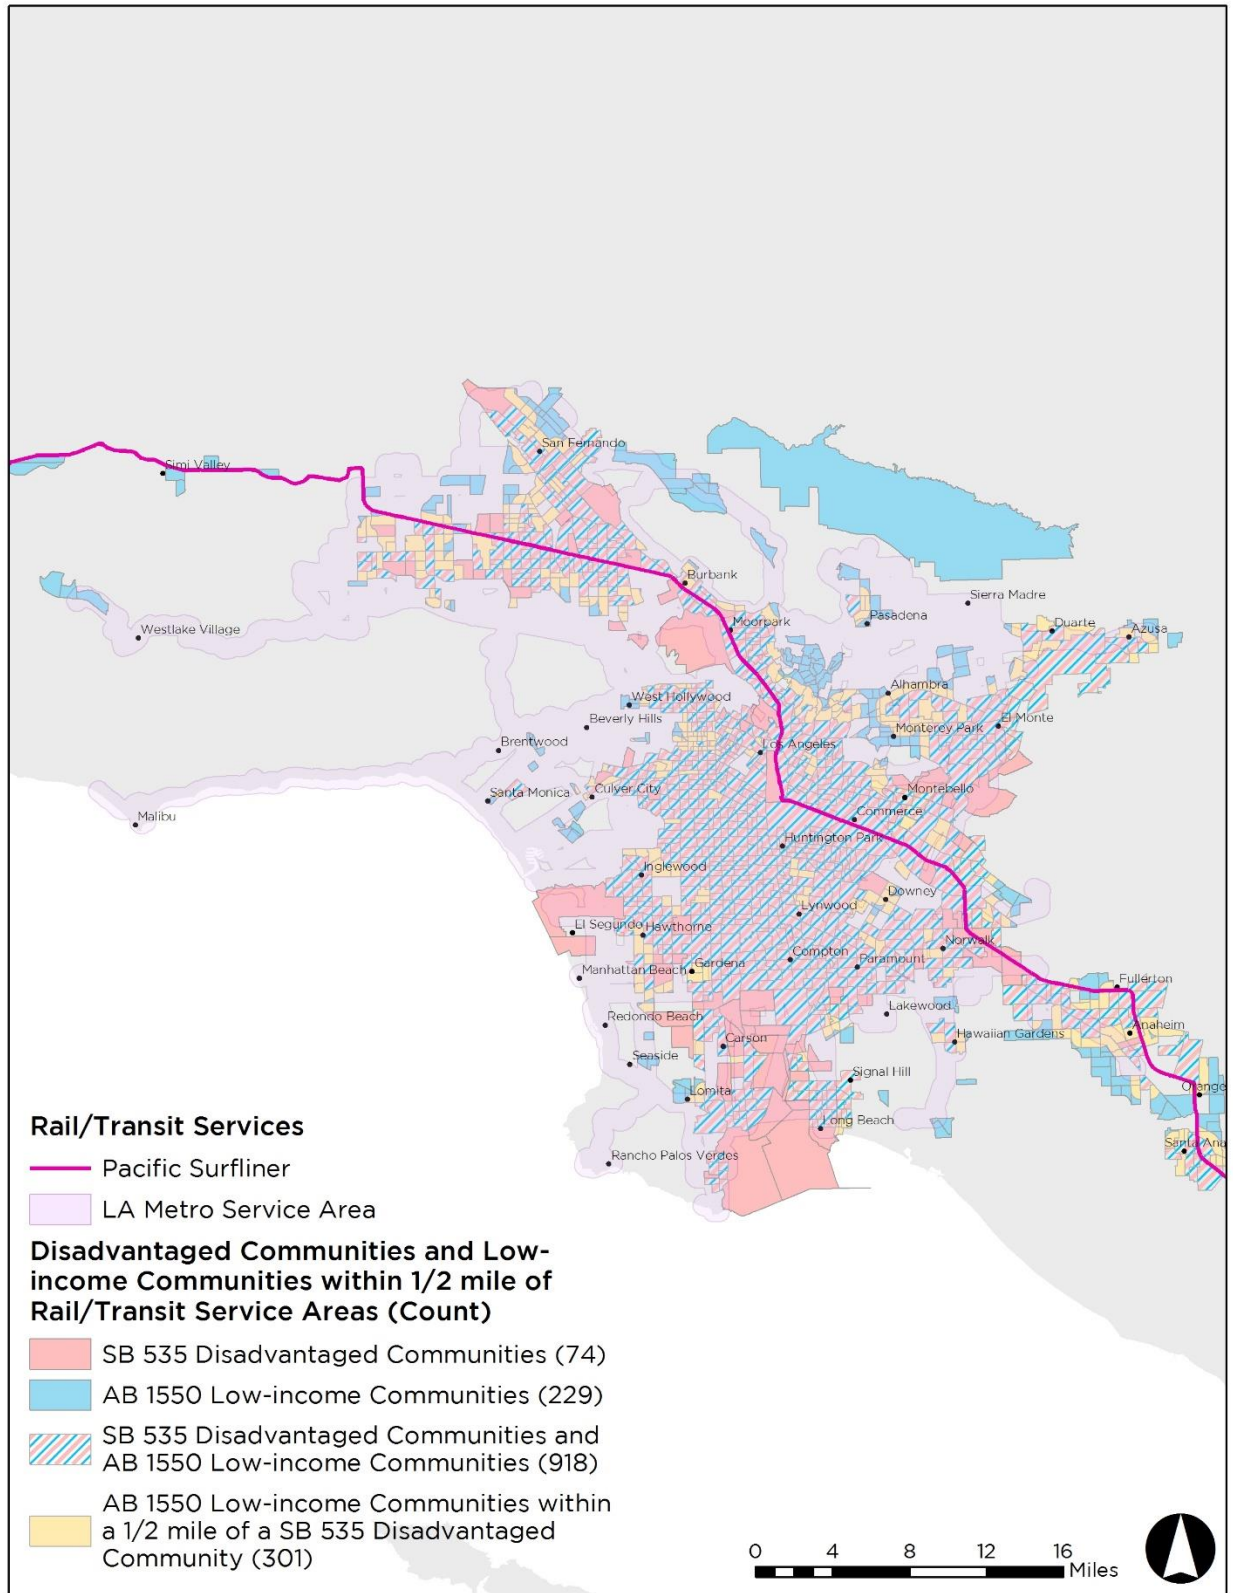 San Fernando
Simi Valley
Burbank
Sierra Madre
Moorpark
Pasadena
Duarte
Azusa
Westlake Village
Alhambra
West Hollywood
Beverly Hills
El Monte
Monterey Park
Brentwood
Los Angeles
Santa Monica
Culver City
Montebello
Malibu
Commerce
Huntington Park
Inglewood
Downey
Lynwood
El Segundo
Hawthorne
Norwalk
Compton
Paramount
Gardena
Manhattan Beach
Fullerton
Lakewood
Redondo Beach
Anaheim
Hawaiian Gardens
Carson
Seaside
Signal Hill
Orange
Lomita
Long Beach
Santa Ana
Rancho Palos Verdes
Rail/Transit Services
Pacific Surfliner
LA Metro Service Area
Disadvantaged Communities and Low-
income Communities within 1/2 mile of
Rail/Transit Service Areas (Count)
SB 535 Disadvantaged Communities (74)
AB 1550 Low-income Communities (229)
SB 535 Disadvantaged Communities and
AB 1550 Low-income Communities (918)
AB 1550 Low-income Communities within
a 1/2 mile of a SB 535 Disadvantaged
Community (301)
0 4 8 12 16
Miles